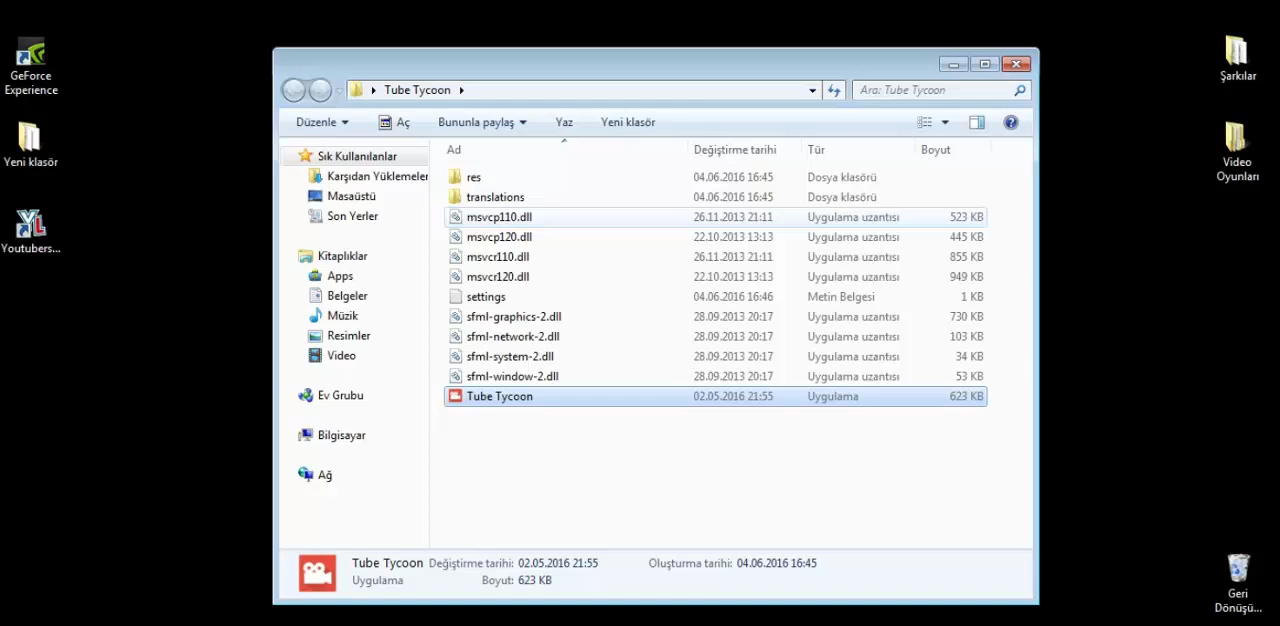 GeForce
Experience
Yeni klasör
Youtubers...
Tube Tycoon
Ara: Tube Tycoon
Düzenle
Aç
Bununla paylaş
Yaz
Yeni klasör
Sık Kullanılanlar
Karşıdan Yüklemeler
Masaüstü
Son Yerler
Kitaplıklar
Apps
Belgeler
Müzik
Resimler
Video
Ev Grubu
Bilgisayar
Ağ
Ad Değiştirme tarihi Tür Boyut
res 04.06.2016 16:45 Dosya klasörü
translations 04.06.2016 16:45 Dosya klasörü
msvcp110.dll 26.11.2013 21:11 Uygulama uzantısı 523 KB
msvcp120.dll 22.10.2013 13:13 Uygulama uzantısı 445 KB
msvcr110.dll 26.11.2013 21:11 Uygulama uzantısı 855 KB
msvcr120.dll 22.10.2013 13:13 Uygulama uzantısı 949 KB
settings 04.06.2016 16:46 Metin Belgesi 1 KB
sfml-graphics-2.dll 28.09.2013 20:17 Uygulama uzantısı 730 KB
sfml-network-2.dll 28.09.2013 20:17 Uygulama uzantısı 103 KB
sfml-system-2.dll 28.09.2013 20:17 Uygulama uzantısı 34 KB
sfml-window-2.dll 28.09.2013 20:17 Uygulama uzantısı 53 KB
Tube Tycoon 02.05.2016 21:55 Uygulama 623 KB
Tube Tycoon Değiştirme tarihi: 02.05.2016 21:55 Oluşturma tarihi: 04.06.2016 16:45
Uygulama Boyut: 623 KB
Şarkılar
Video
Oyunları
Geri
Dönüşü...